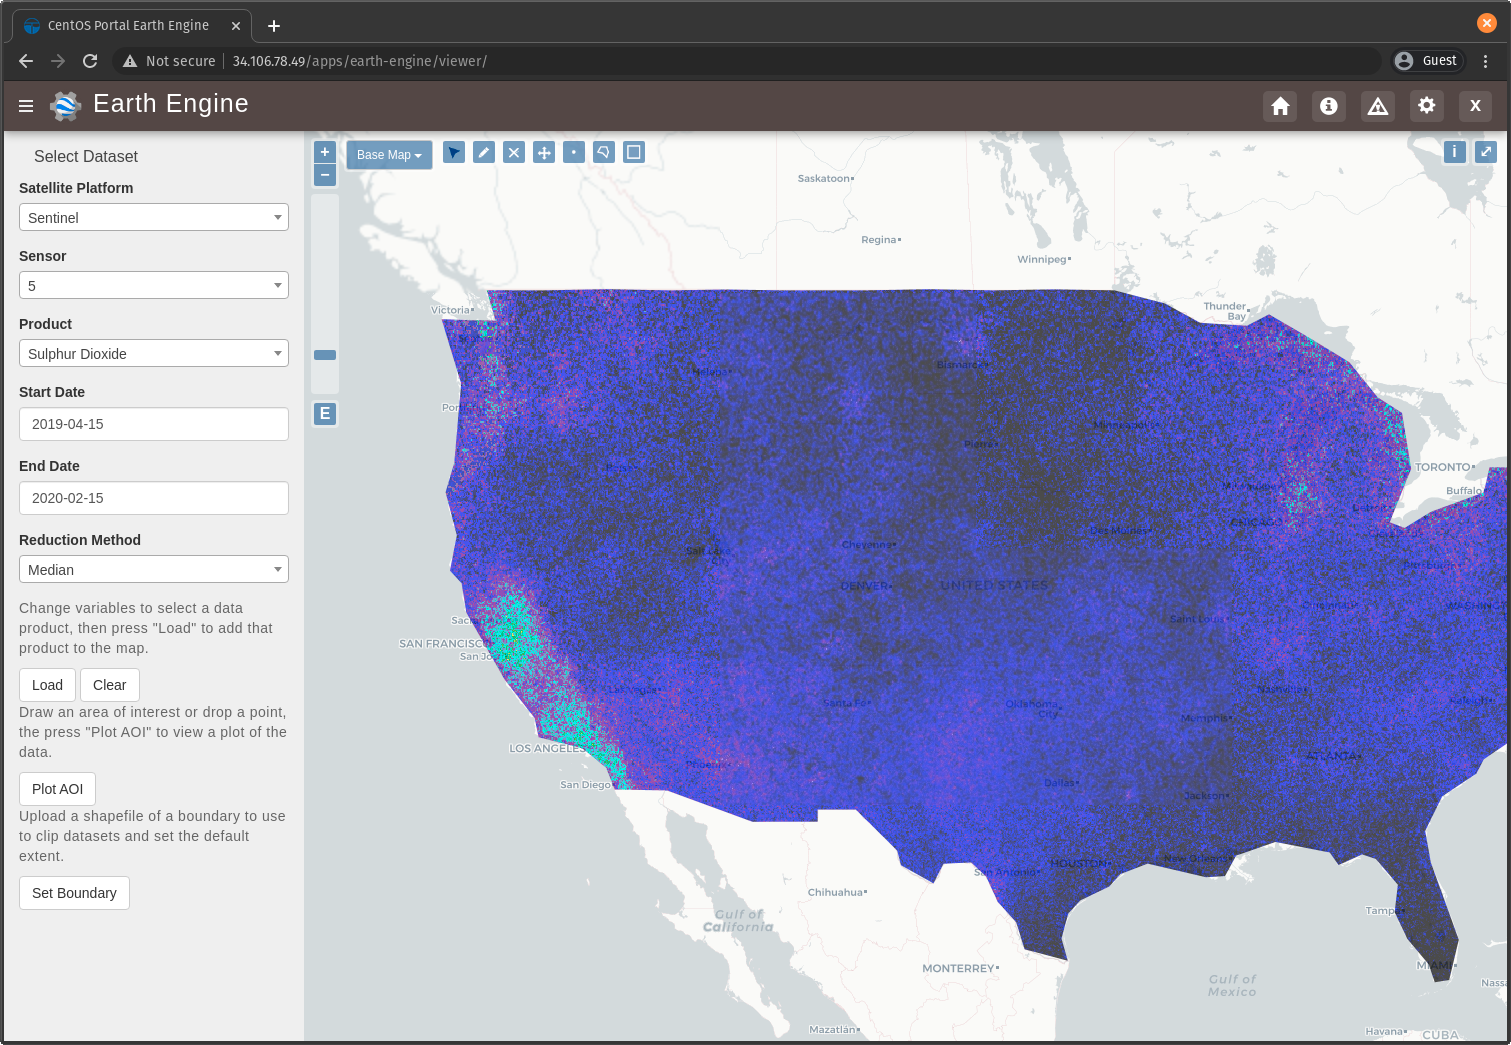 CentOS Portal Earth Engine
Not secure
34.106.78.49/apps/earth-engine/viewer/
Guest
Earth Engine
X
Select Dataset
Satellite Platform
Sentinel
Sensor
5
Product
Sulphur Dioxide
Start Date
2019-04-15
End Date
2020-02-15
Reduction Method
Median
Change variables to select a data
product, then press "Load" to add that
product to the map.
Load
Clear
Draw an area of interest or drop a point,
the press "Plot AOI" to view a plot of the
data.
Plot AOI
Upload a shapefile of a boundary to use
to clip datasets and set the default
extent.
Set Boundary
+
−
Base Map
E
i
Saskatoon
Regina
Winnipeg
Victoria
Thunder
Bay
Helena
Bismarck
Minneapolis
Pierre
Boise
TORONTO
Buffalo
Milwaukee
Detroit
CHICAGO
Des Moines
Cleveland
Salt Lake
City
Cheyenne
Pittsburgh
DENVER
UNITED STATES
Cincinnati
WASHING
Saint Louis
SAN FRANCISCO
San Jo
Las Vegas
Nashville
Santa Fe
Oklahoma
City
Raleigh
Memphis
LOS ANGELES
Phoenix
ATLANTA
San Diego
Dallas
Jackson
HOUSTON
New Orleans
San Antonio
Chihuahua
Tampa
Gulf of
California
MONTERREY
MIAMI
Gulf of
Mexico
Nassa
Mazatlán
Havana
CUBA